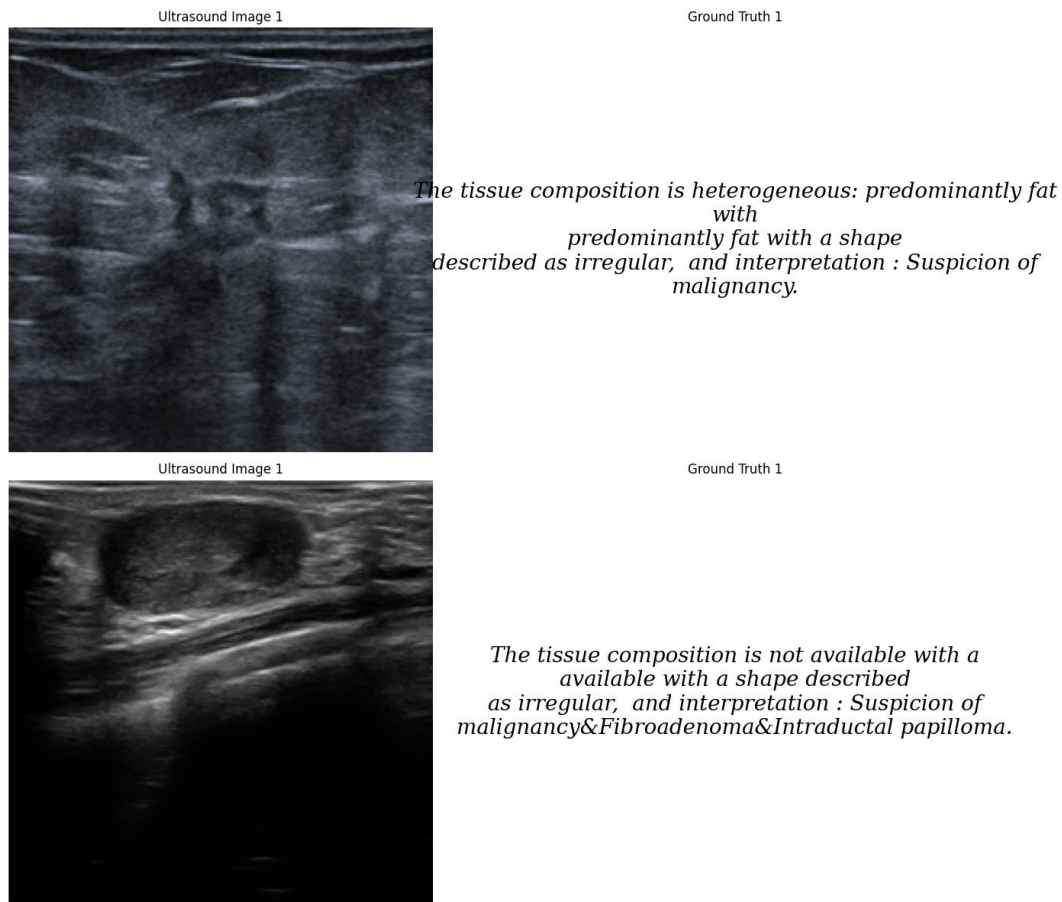 Ultrasound Image 1
Ground Truth 1
The tissue composition is heterogeneous: predominantly fat
with
predominantly fat with a shape
described as irregular,  and interpretation : Suspicion of
malignancy.
Ultrasound Image 1
Ground Truth 1
The tissue composition is not available with a
available with a shape described
as irregular,  and interpretation : Suspicion of
malignancy&Fibroadenoma&Intraductal papilloma.